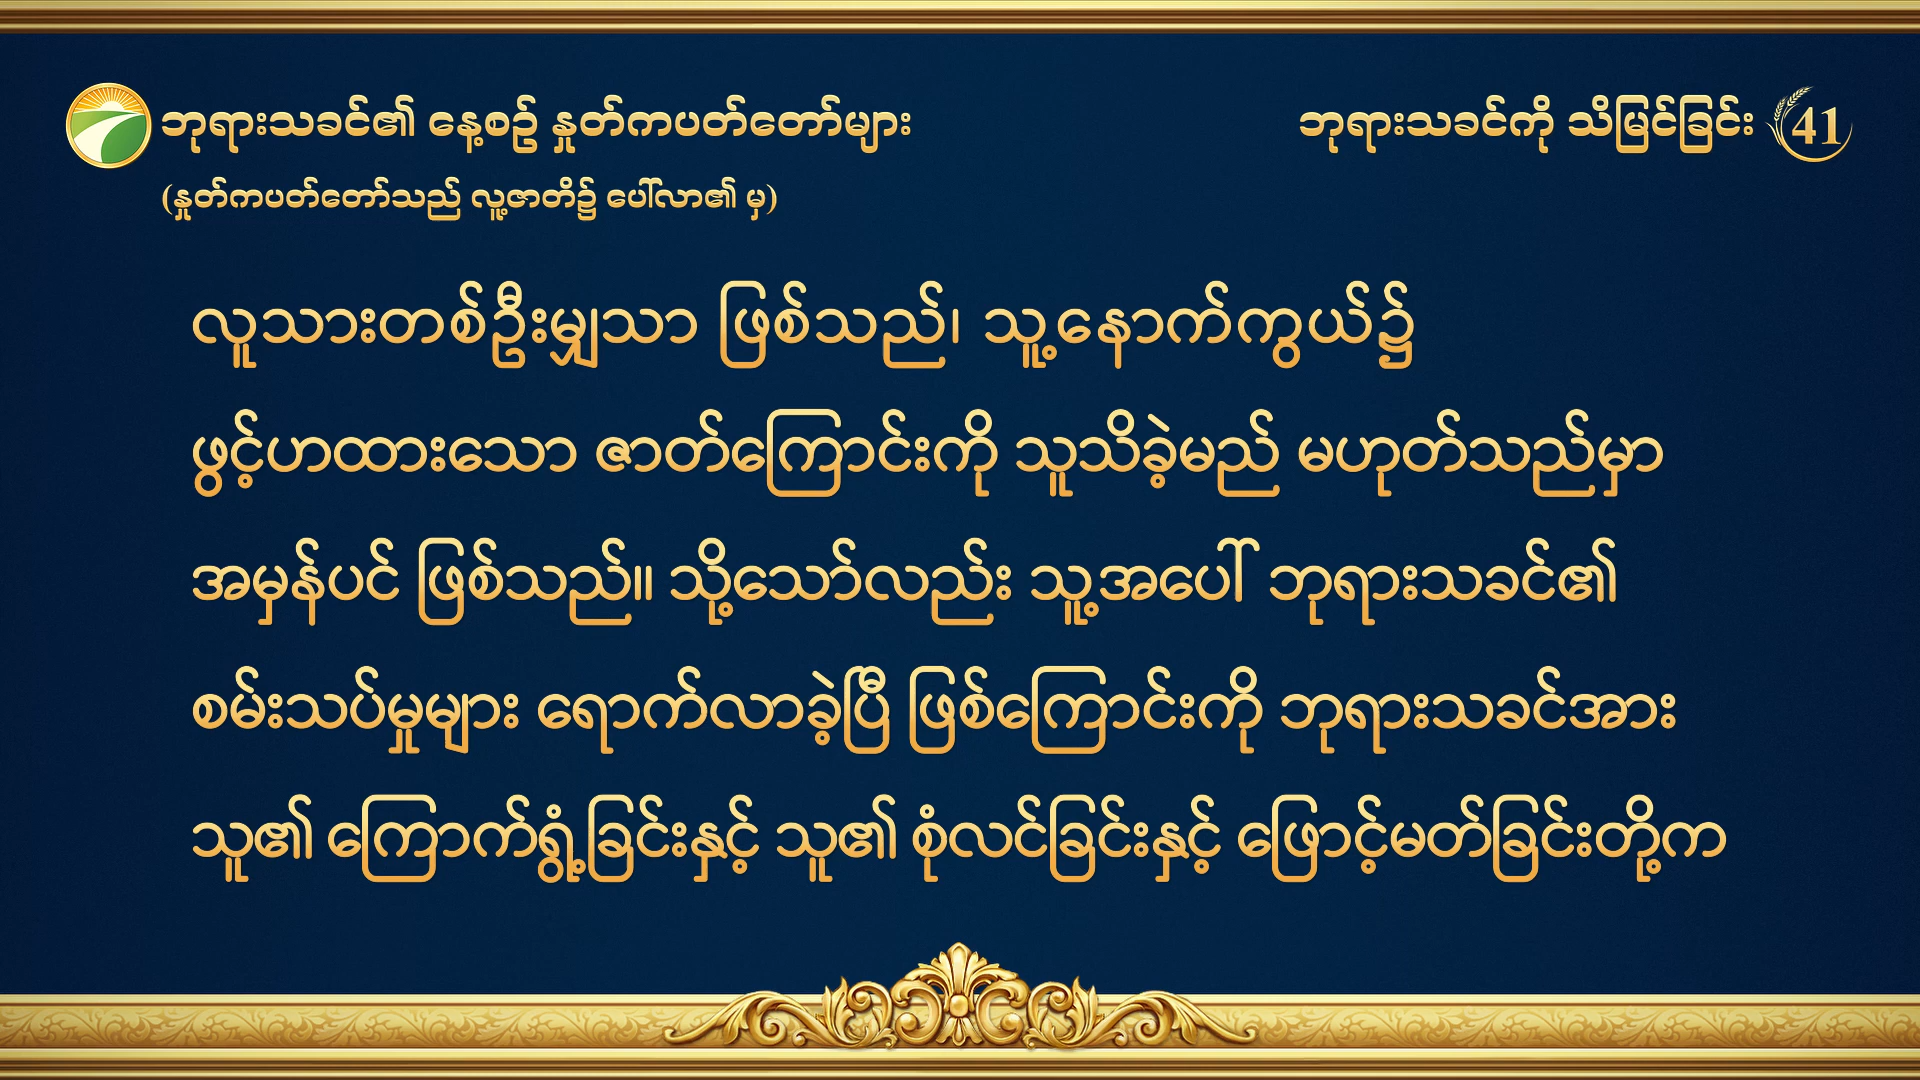 ဘုရားသခင်၏ နေ့စဉ် နှုတ်ကပတ်တော်များ
ဘုရားသခင်ကို သိမြင်ခြင်း 41
(နှုတ်ကပတ်တော်သည် လူ့ဇာတိ၌ ပေါ်လာ၏ မှ)
လူသားတစ်ဦးမျှသာ ဖြစ်သည်၊ သူ့နောက်ကွယ်၌
ဖွင့်ဟထားသော ဇာတ်ကြောင်းကို သူသိခဲ့မည် မဟုတ်သည်မှာ
အမှန်ပင် ဖြစ်သည်။ သို့သော်လည်း သူ့အပေါ် ဘုရားသခင်၏
စမ်းသပ်မှုများ ရောက်လာခဲ့ပြီ ဖြစ်ကြောင်းကို ဘုရားသခင်အား
သူ၏ ကြောက်ရွံ့ခြင်းနှင့် သူ၏ စုံလင်ခြင်းနှင့် ဖြောင့်မတ်ခြင်းတို့က